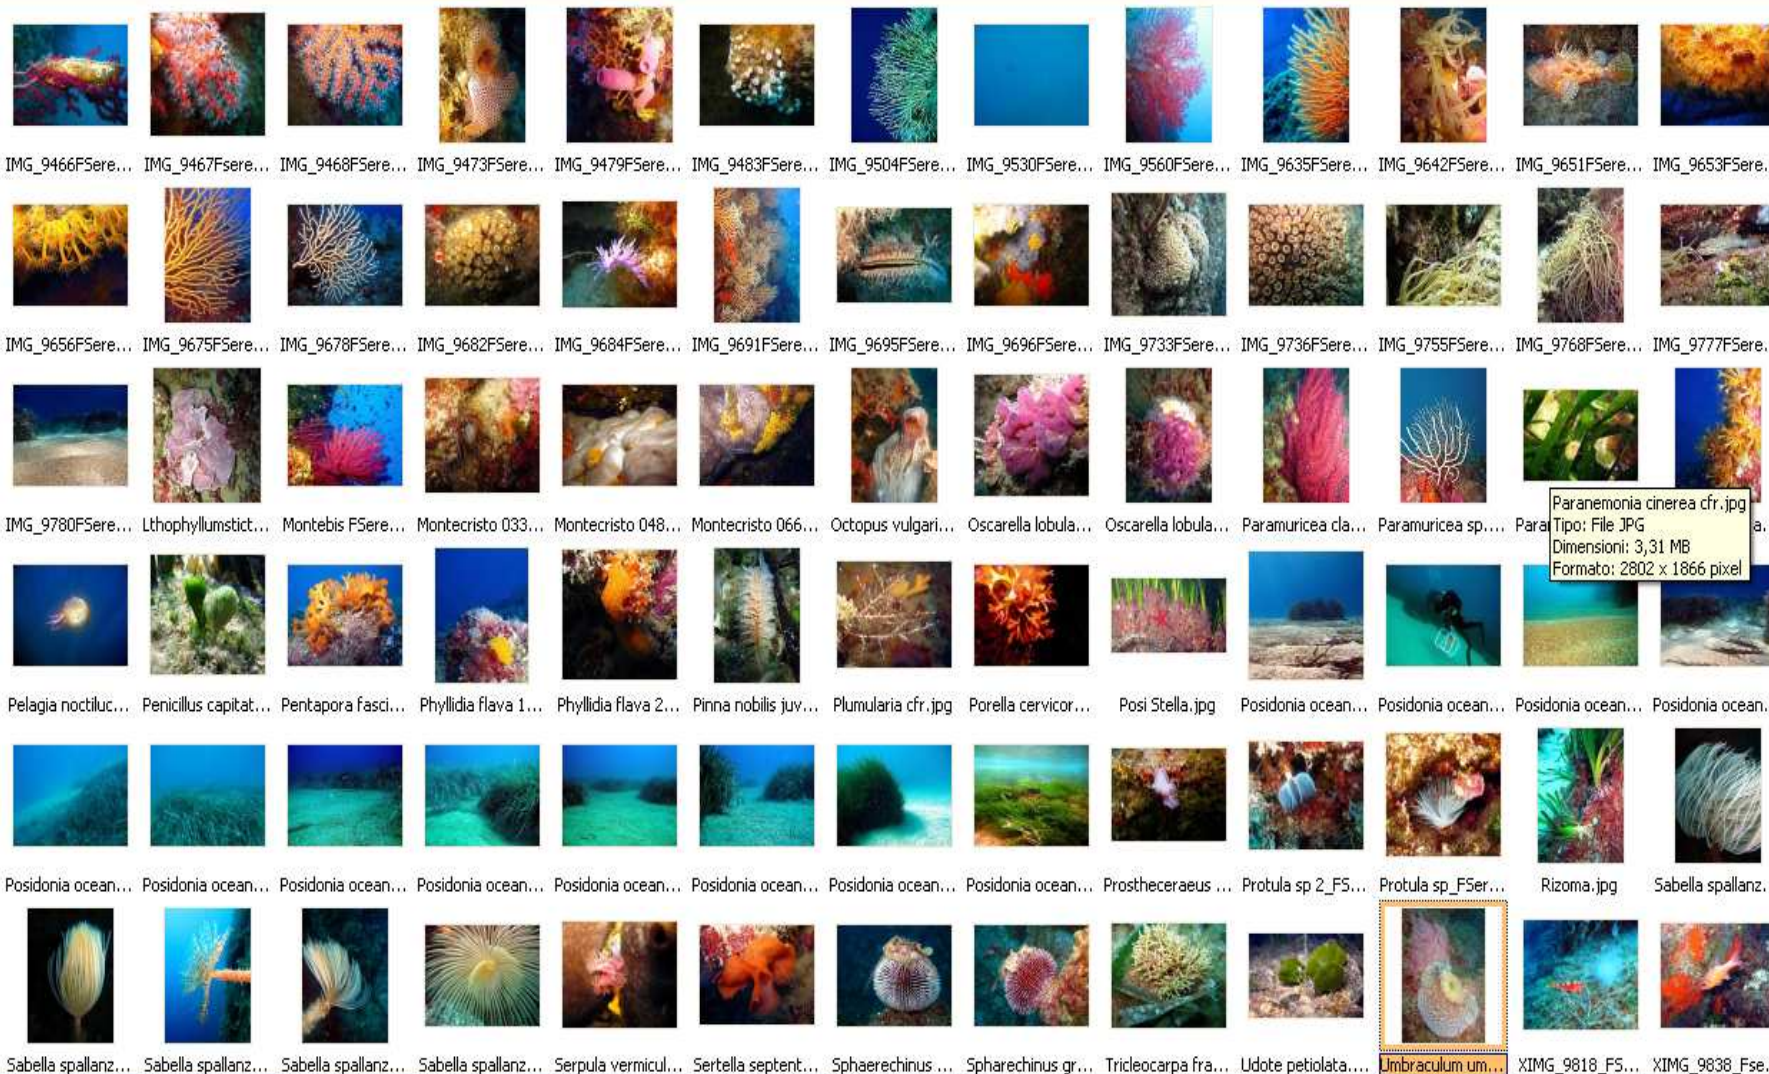 IMG_9466FSere... IMG_9467Fsere... IMG_9468FSere... IMG_9473FSere... IMG_9479FSere... IMG_9483FSere... IMG_9504FSere... IMG_9530FSere... IMG_9560FSere... IMG_9635FSere... IMG_9642FSere... IMG_9651FSere... IMG_9653FSere.
IMG_9656FSere... IMG_9675FSere... IMG_9678FSere... IMG_9682FSere... IMG_9684FSere... IMG_9691FSere... IMG_9695FSere... IMG_9696FSere... IMG_9733FSere... IMG_9736FSere... IMG_9755FSere... IMG_9768FSere... IMG_9777FSere.
IMG_9780FSere... Lthophyllumstict... Montebis FSere... Montecristo 033... Montecristo 048... Montecristo 066... Octopus vulgari... Oscarella lobula... Oscarella lobula... Paramuricea cla... Paramuricea sp....
Paranemonia cinerea cfr.jpg
Tipo: File JPG
Dimensioni: 3,31 MB
Formato: 2802 x 1866 pixel
Pelagia noctiluc... Penicillus capitat... Pentapora fasci... Phyllidia flava 1... Phyllidia flava 2... Pinna nobilis juv... Plumularia cfr.jpg Porella cervicor... Posi Stella.jpg Posidonia ocean... Posidonia ocean... Posidonia ocean... Posidonia ocean.
Posidonia ocean... Posidonia ocean... Posidonia ocean... Posidonia ocean... Posidonia ocean... Posidonia ocean... Posidonia ocean... Posidonia ocean... Prostheceraeus ... Protula sp 2_FS... Protula sp_FSer... Rizoma.jpg Sabella spallanz.
Sabella spallanz... Sabella spallanz... Sabella spallanz... Sabella spallanz... Serpula vermicul... Sertella septent... Sphaerechinus ... Spharechinus gr... Tricleocarpa fra... Udote petiolata.... Umbraculum um... XIMG_9818_FS... XIMG_9838_Fse.